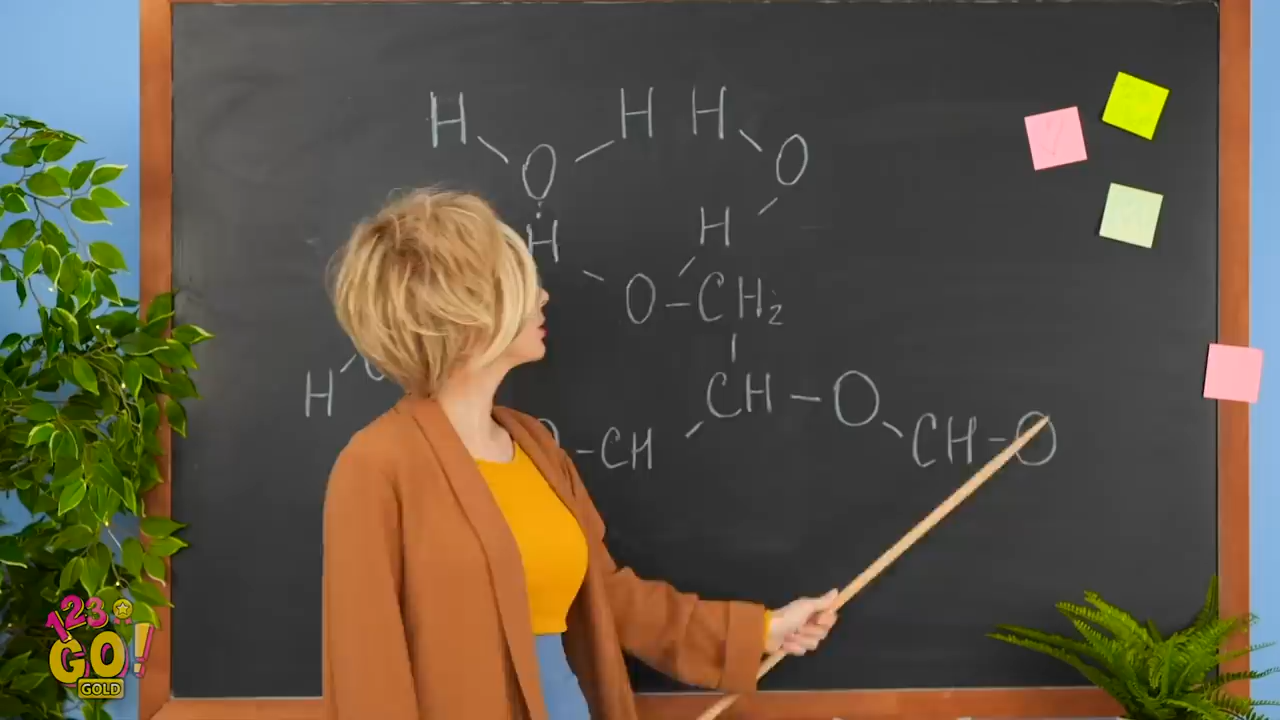 H H H
O O
H H
O - CH2
H CH - O
- CH CH - O
123
GO!
GOLD